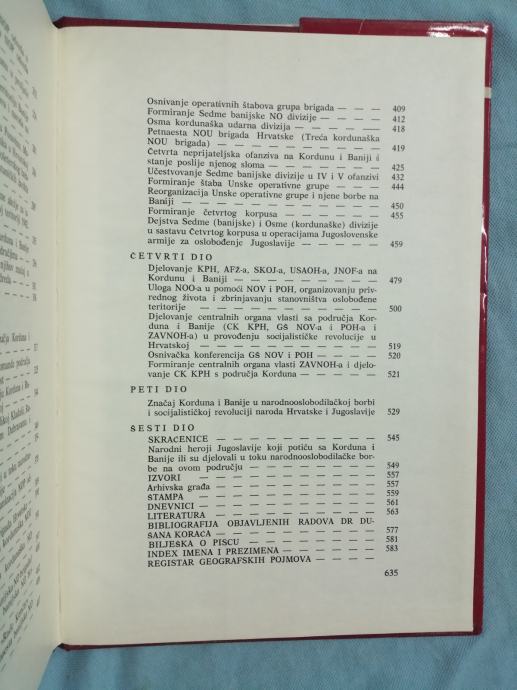 Osnivanje operativnih štabova grupa brigada — — — 409
Formiranje Sedme banijske NO divizije — — — — 412
Osma kordunaška udarna divizija — — — — — 418
Petnaesta NOU brigada Hrvatske (Treća kordunaška
NOU brigada) — — — — — — — — — 419
Četvrta neprijateljska ofanziva na Kordunu i Baniji i
stanje poslije njenog sloma — — — — — — 425
Učestvovanje Sedme banijske divizije u IV i V ofanzivi 432
Formiranje štaba Unske operativne grupe — — — — 444
Reorganizacija Unske operativne grupe i njene borbe na
Baniji — — — — — — — — — — — 450
Formiranje četvrtog korpusa — — — — — — — 455
Dejstva Sedme (banijske) i Osme (kordunaške) divizije
u sastavu Četvrtog korpusa u operacijama Jugoslovenske
armije za oslobođenje Jugoslavije — — — — — 459
ČETVRTI DIO
Djelovanje KPH, AFŽ-a, SKOJ-a, USAOH-a, JNOF-a na
Kordunu i Baniji — — — — — — — — — 479
Uloga NOO-a u pomoći NOV i POH, organizovanju priv-
rednog života i zbrinjavanju stanovništva oslobođene
teritorije — — — — — — — — — — 500
Djelovanje centralnih organa vlasti sa područja Kor-
duna i Banije (CK KPH, GŠ NOV-a i POH-a i
ZAVNOH-a) u provođenju socijalističke revolucije u
Hrvatskoj — — — — — — — — — — 519
Osnivačka konferencija GŠ NOV i POH — — — — 520
Formiranje centralnih organa vlasti ZAVNOH-a i djelo-
vanje CK KPH s područja Korduna — — — — — 521
PETI DIO
Značaj Korduna i Banije u narodnooslobodilačkoj borbi
i socijalističkoj revoluciji naroda Hrvatske i Jugoslavije 529
ŠESTI DIO
SKRAĆENICE — — — — — — — — — 545
Narodni heroji Jugoslavije koji potiču sa Korduna i
Banije ili su djelovali u toku narodnooslobodilačke bor-
be na ovom području — — — — — — — — 549
IZVORI — — — — — — — — — — — 557
Arhivska građa — — — — — — — — — 557
ŠTAMPA — — — — — — — — — — 559
DNEVNICI — — — — — — — — — — 561
LITERATURA — — — — — — — — — — 563
BIBLIOGRAFIJA OBJAVLJENIH RADOVA DR DU-
ŠANA KORAĆA — — — — — — — — — 577
BILJEŠKA O PISCU — — — — — — — — 581
INDEX IMENA I PREZIMENA — — — — — — 583
REGISTAR GEOGRAFSKIH POJMOVA — — — —
635